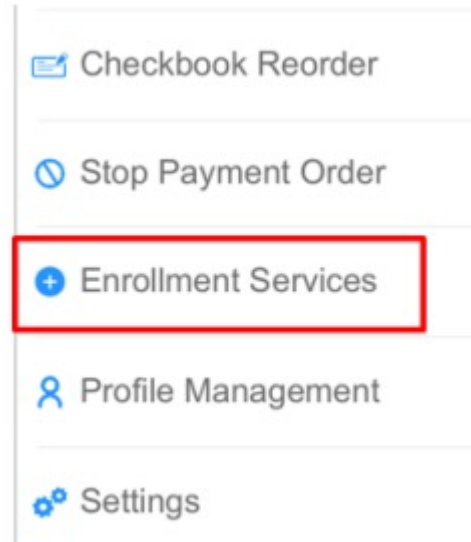 Checkbook Reorder
Stop Payment Order
Enrollment Services
Profile Management
Settings